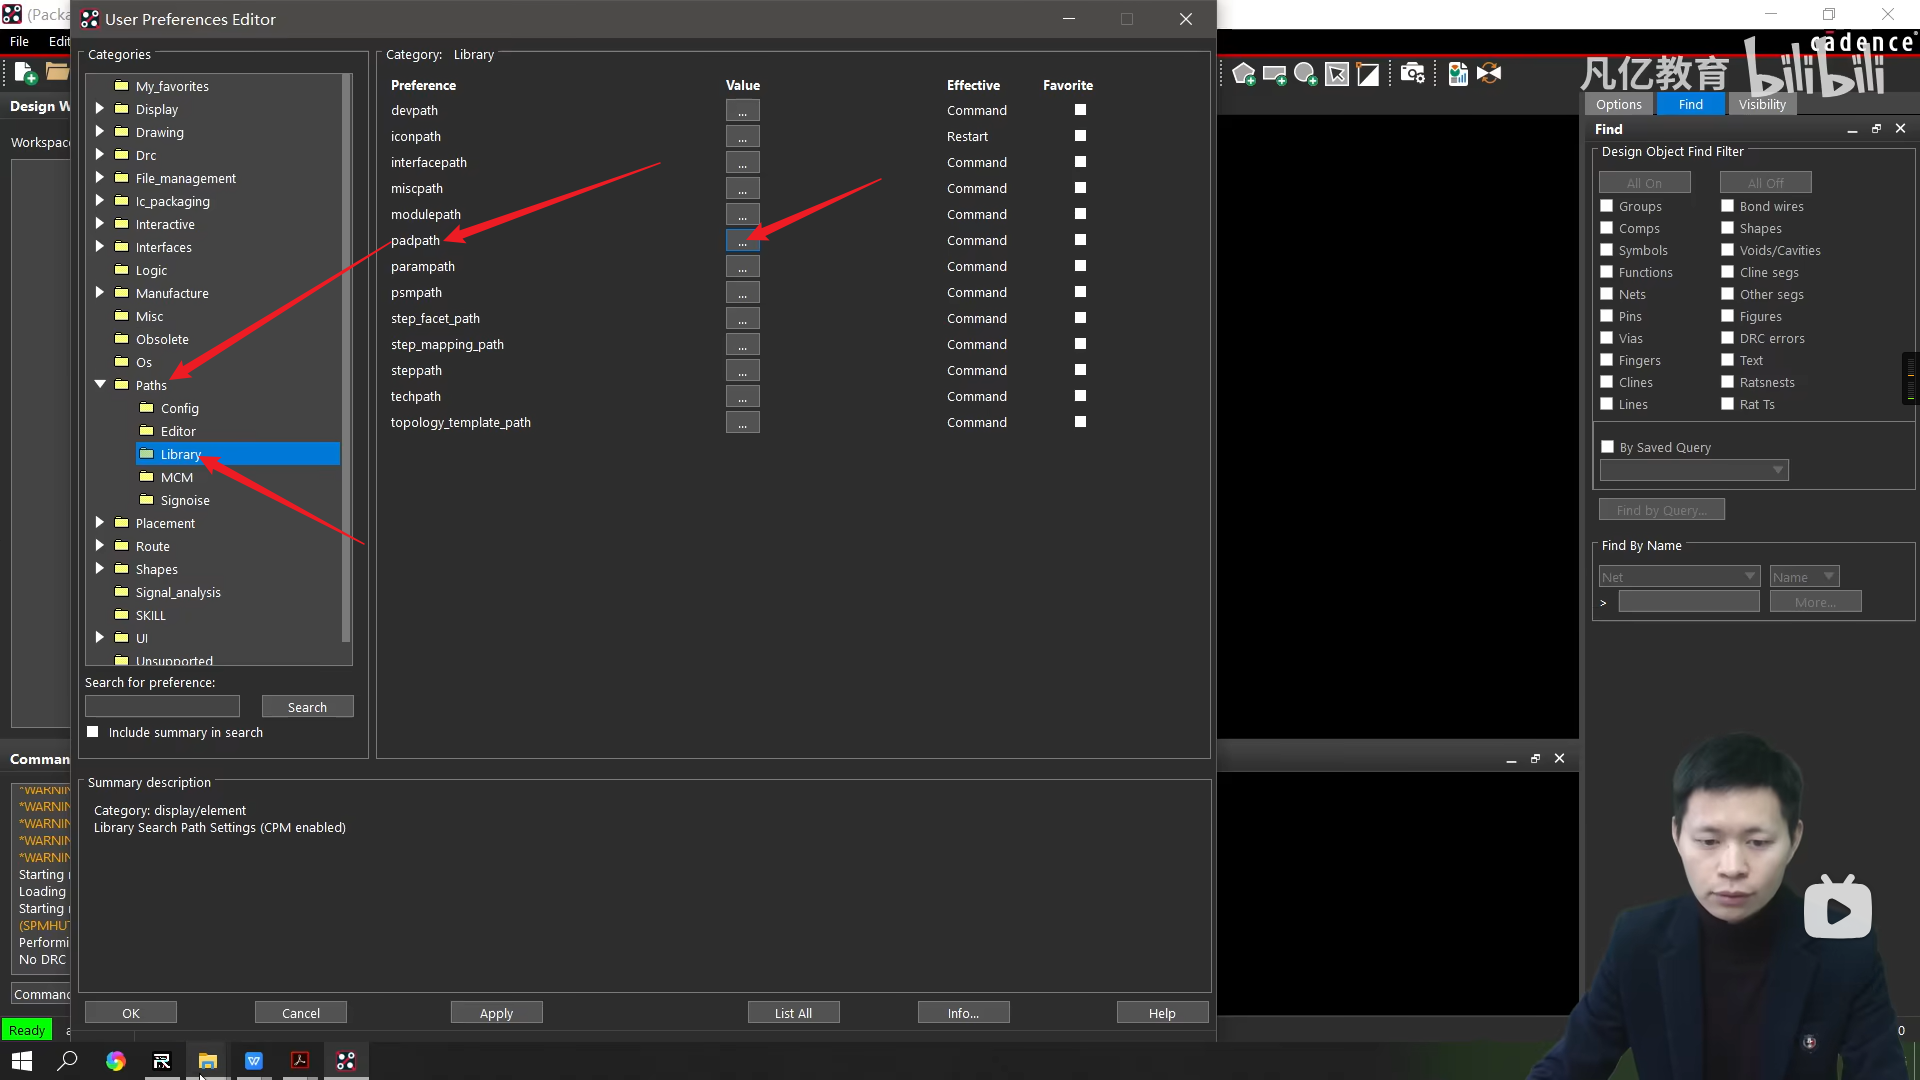 (Packa
User Preferences Editor
File
Edit
cadence
凡亿教育
bilibili
Design W
Workspac
Categories
My_favorites
Display
Drawing
Drc
File_management
Ic_packaging
Interactive
Interfaces
Logic
Manufacture
Misc
Obsolete
Os
Paths
Config
Editor
Library
MCM
Signoise
Placement
Route
Shapes
Signal_analysis
SKILL
UI
Unsupported
Search for preference:
Search
Include summary in search
Category: Library
Preference Value Effective Favorite
devpath ... Command
iconpath ... Restart
interfacepath ... Command
miscpath ... Command
modulepath ... Command
padpath ... Command
parampath ... Command
psmpath ... Command
step_facet_path ... Command
step_mapping_path ... Command
steppath ... Command
techpath ... Command
topology_template_path ... Command
Summary description
Category: display/element
Library Search Path Settings (CPM enabled)
OK Cancel Apply List All Info... Help
Options Find Visibility
Find
Design Object Find Filter
All On All Off
Groups Bond wires
Comps Shapes
Symbols Voids/Cavities
Functions Cline segs
Nets Other segs
Pins Figures
Vias DRC errors
Fingers Text
Clines Ratsnests
Lines Rat Ts
By Saved Query
Find by Query...
Find By Name
Net Name
> More...
Comman
*WARNIN
*WARNIN
*WARNIN
*WARNIN
*WARNIN
Starting
Loading
Starting
(SPMHUT
Performi
No DRC
Comman
Ready